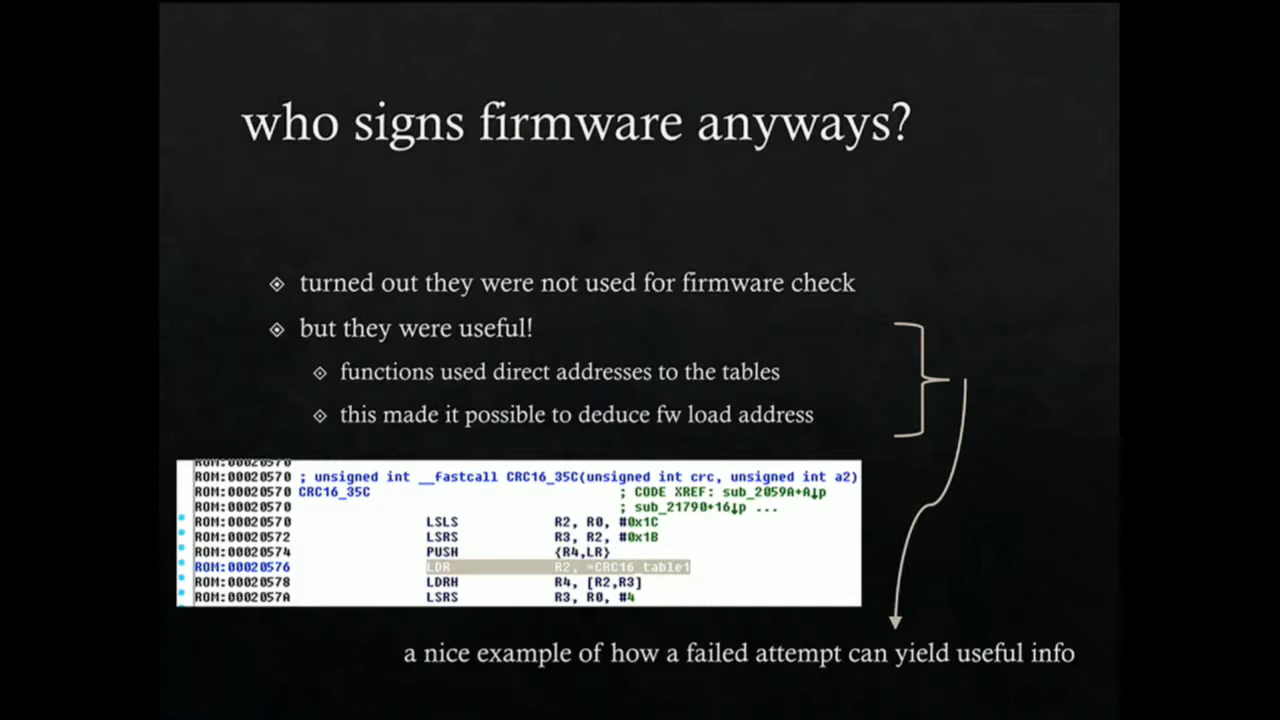 who signs firmware anyways?
turned out they were not used for firmware check
but they were useful!
functions used direct addresses to the tables
this made it possible to deduce fw load address
ROM:00020570
ROM:00020570 ; unsigned int __fastcall CRC16_35C(unsigned int crc, unsigned int a2)
ROM:00020570 CRC16_35C ; CODE XREF: sub_2059A+A↓p
ROM:00020570 ; sub_21790+16↓p ...
ROM:00020570 LSLS R2, R0, #0x1C
ROM:00020572 LSRS R3, R2, #0x1B
ROM:00020574 PUSH {R4,LR}
ROM:00020576 LDR R2, =CRC16_table1
ROM:00020578 LDRH R4, [R2,R3]
ROM:0002057A LSRS R3, R0, #4
a nice example of how a failed attempt can yield useful info